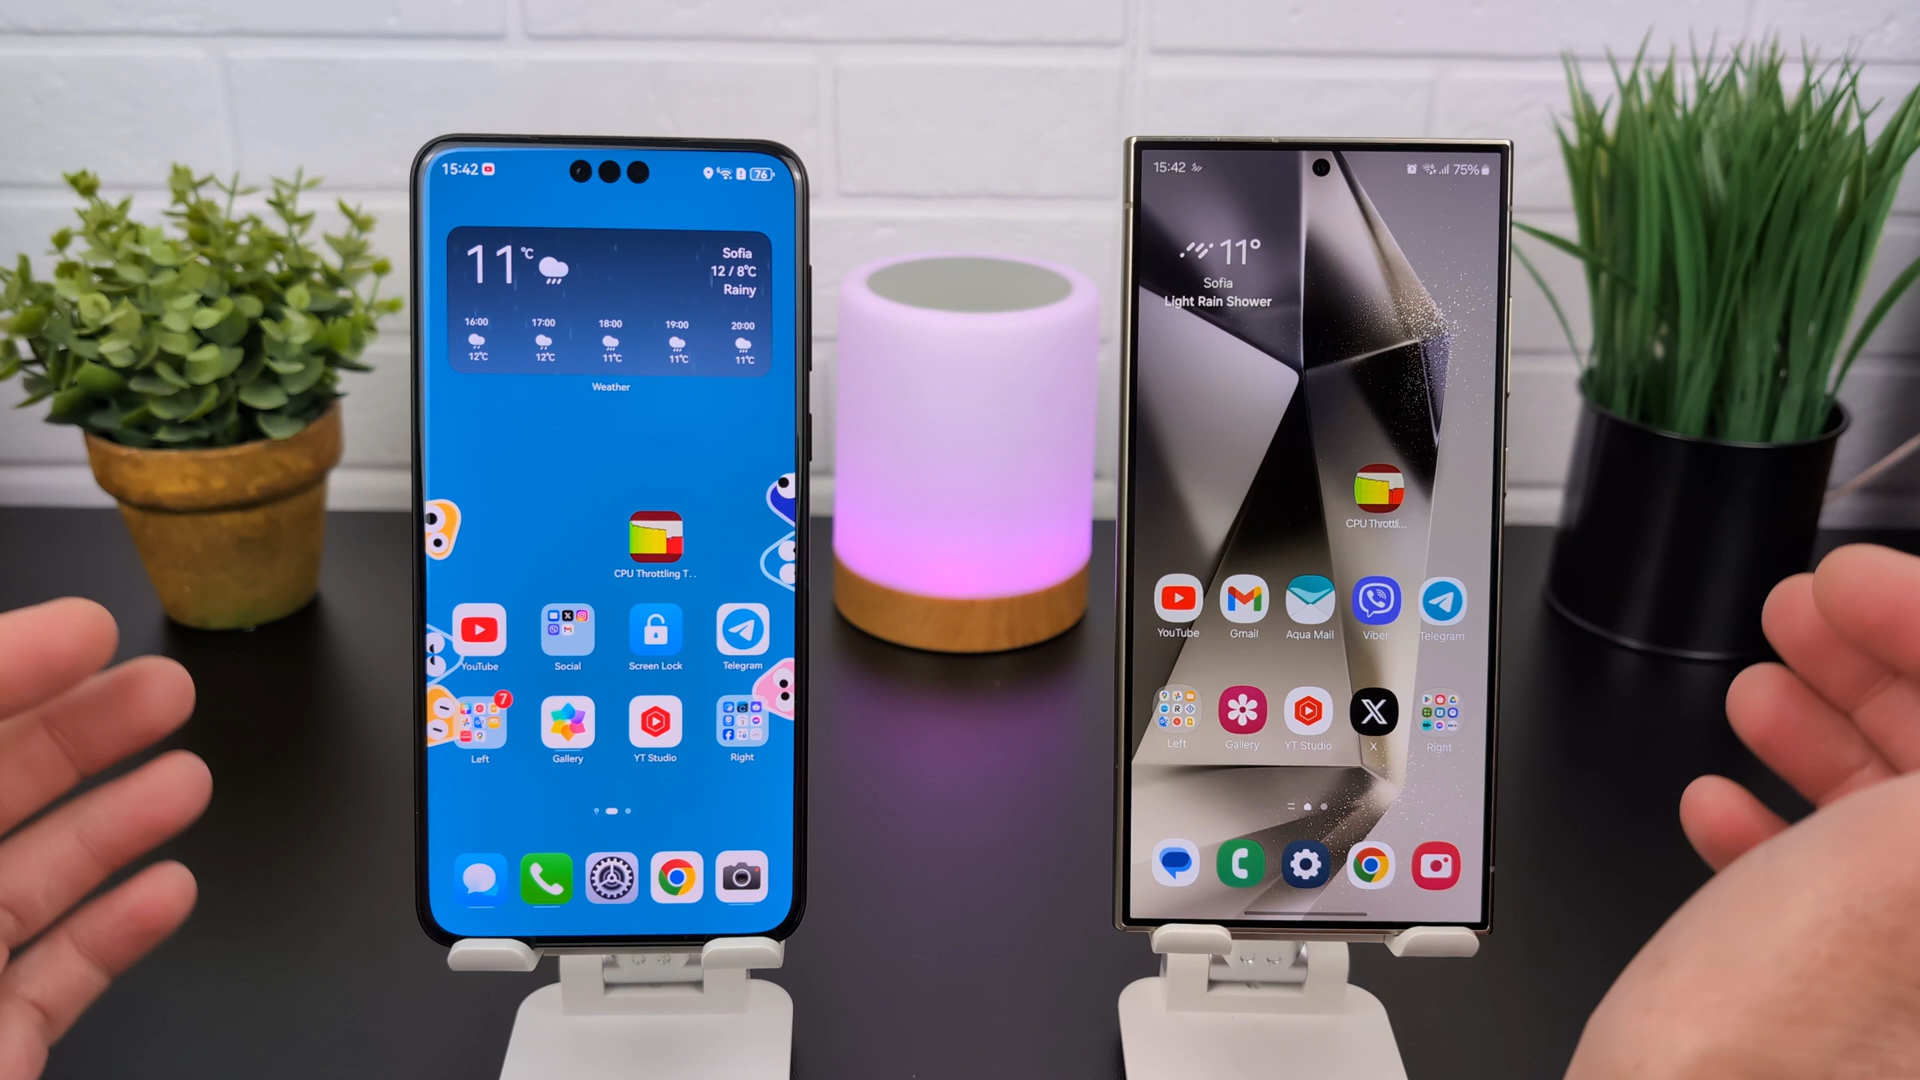 15:42
76
11°C
Sofia
12 / 8°C
Rainy
16:00 17:00 18:00 19:00 20:00
12°C 12°C 11°C 11°C 11°C
Weather
CPU Throttling T..
YouTube Social Screen Lock Telegram
7
Left Gallery YT Studio Right
15:42
75%
11°
Sofia
Light Rain Shower
CPU Throttli...
YouTube Gmail Aqua Mail Viber Telegram
Left Gallery YT Studio X Right